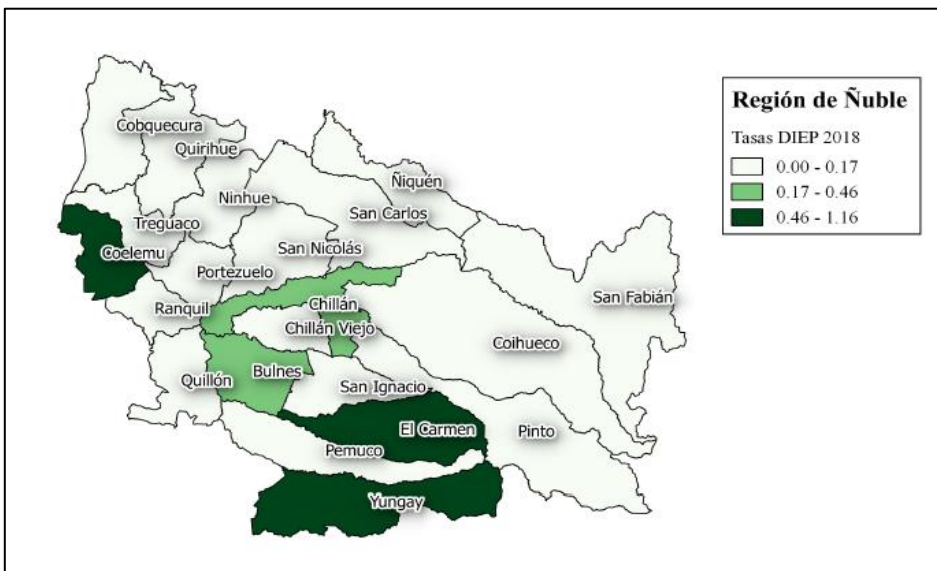 Región de Ñuble
Tasas DIEP 2018
0.00 - 0.17
0.17 - 0.46
0.46 - 1.16
Cobquecura
Quirihue
Ñiquén
Ninhue
San Carlos
Treguaco
San Nicolás
Coelemu
Portezuelo
San Fabián
Ranquil
Chillán
Chillán Viejo
Coihueco
Quillón
Bulnes
San Ignacio
El Carmen
Pinto
Pemuco
Yungay